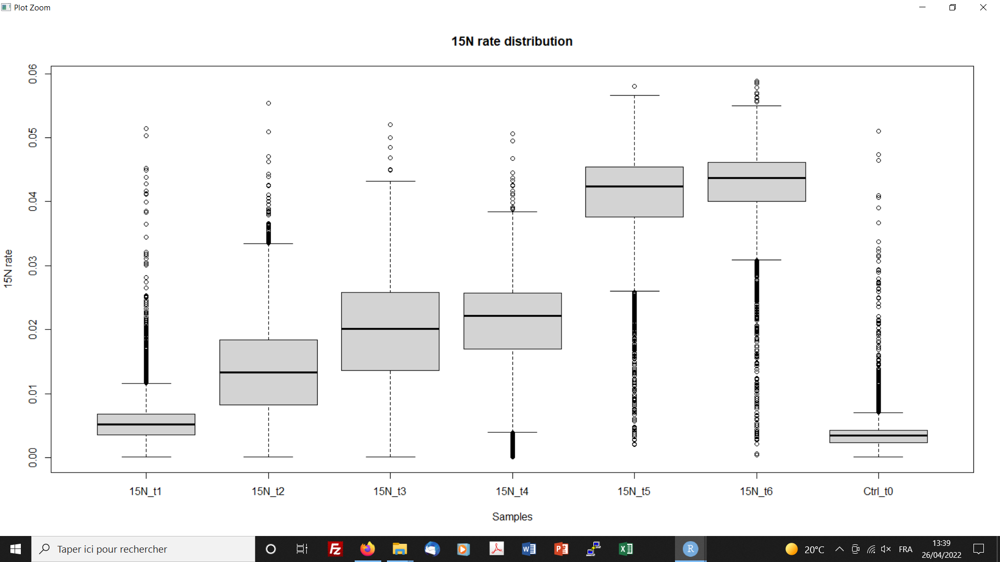 Plot Zoom
15N rate distribution
0.06
0.05
0.04
0.03
0.02
0.01
0.00
15N rate
15N_t1 15N_t2 15N_t3 15N_t4 15N_t5 15N_t6 Ctrl_t0
Samples
Taper ici pour rechercher
Fz
W
P
X
R
20°C
FRA
13:39
26/04/2022